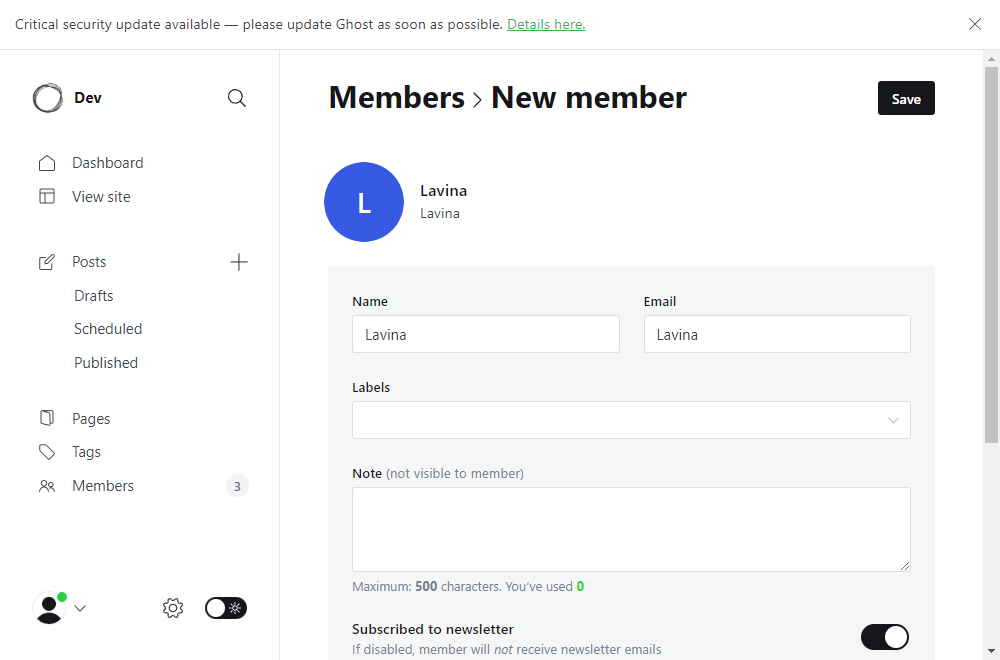 Critical security update available — please update Ghost as soon as possible. Details here.
Dev
Dashboard
View site
Posts
Drafts
Scheduled
Published
Pages
Tags
Members 3
Members > New member
Save
L
Lavina
Lavina
Name
Lavina
Email
Lavina
Labels
Note (not visible to member)
Maximum: 500 characters. You've used 0
Subscribed to newsletter
If disabled, member will not receive newsletter emails